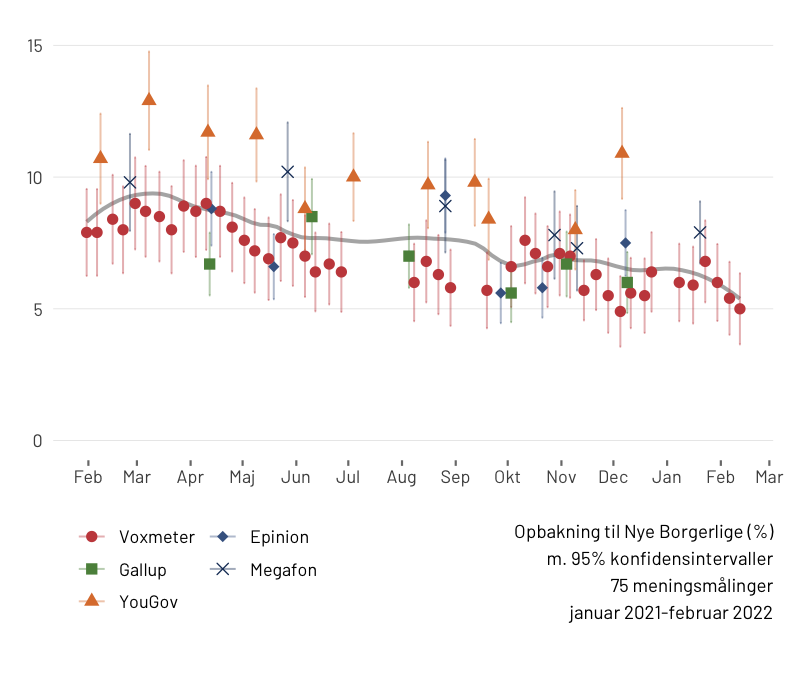 15
10
5
0
Feb Mar Apr Maj Jun Jul Aug Sep Okt Nov Dec Jan Feb Mar
Voxmeter Epinion
Gallup Megafon
YouGov
Opbakning til Nye Borgerlige (%)
m. 95% konfidensintervaller
75 meningsmålinger
januar 2021-februar 2022